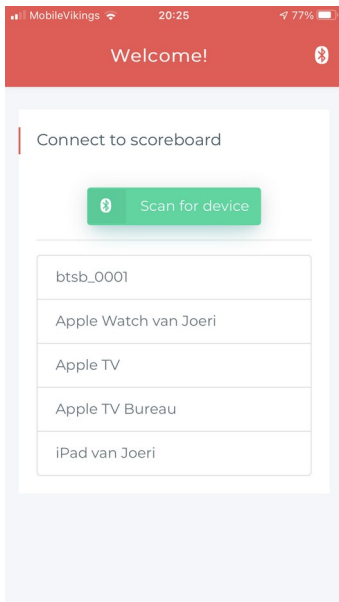 MobileVikings 20:25 77%
Welcome!
Connect to scoreboard
Scan for device
btsb_0001
Apple Watch van Joeri
Apple TV
Apple TV Bureau
iPad van Joeri